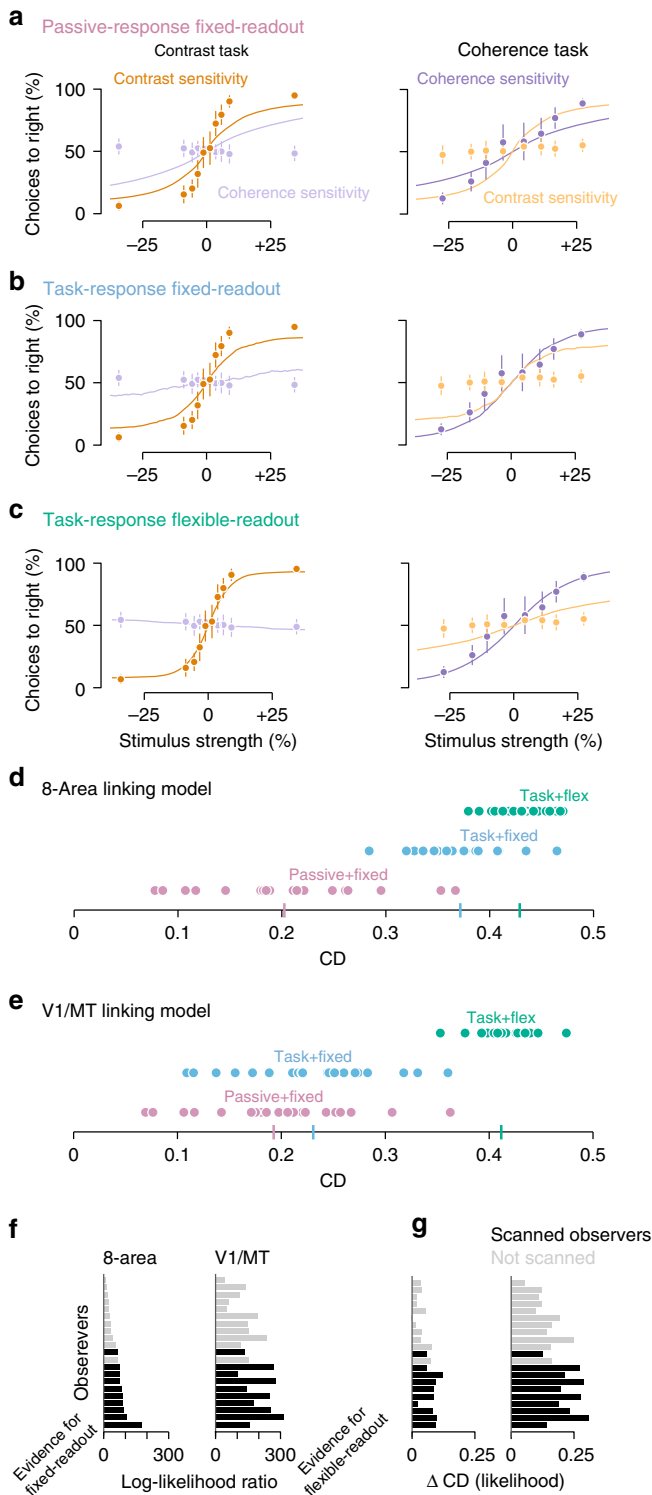 a
Passive-response fixed-readout
Contrast task
Coherence task
Contrast sensitivity
Coherence sensitivity
Coherence sensitivity
Contrast sensitivity
Choices to right (%)
100
50
0
−25 0 +25
−25 0 +25
b
Task-response fixed-readout
Choices to right (%)
100
50
0
−25 0 +25
−25 0 +25
c
Task-response flexible-readout
Choices to right (%)
100
50
0
−25 0 +25
−25 0 +25
Stimulus strength (%)
Stimulus strength (%)
d
8-Area linking model
Task+flex
Task+fixed
Passive+fixed
0 0.1 0.2 0.3 0.4 0.5
CD
e
V1/MT linking model
Task+flex
Task+fixed
Passive+fixed
0 0.1 0.2 0.3 0.4 0.5
CD
f
8-area
V1/MT
Obserevers
0 300
0 300
Evidence for
fixed-readout
Log-likelihood ratio
Evidence for
flexible-readout
g
Scanned observers
Not scanned
0 0.25
0 0.25
Δ CD (likelihood)